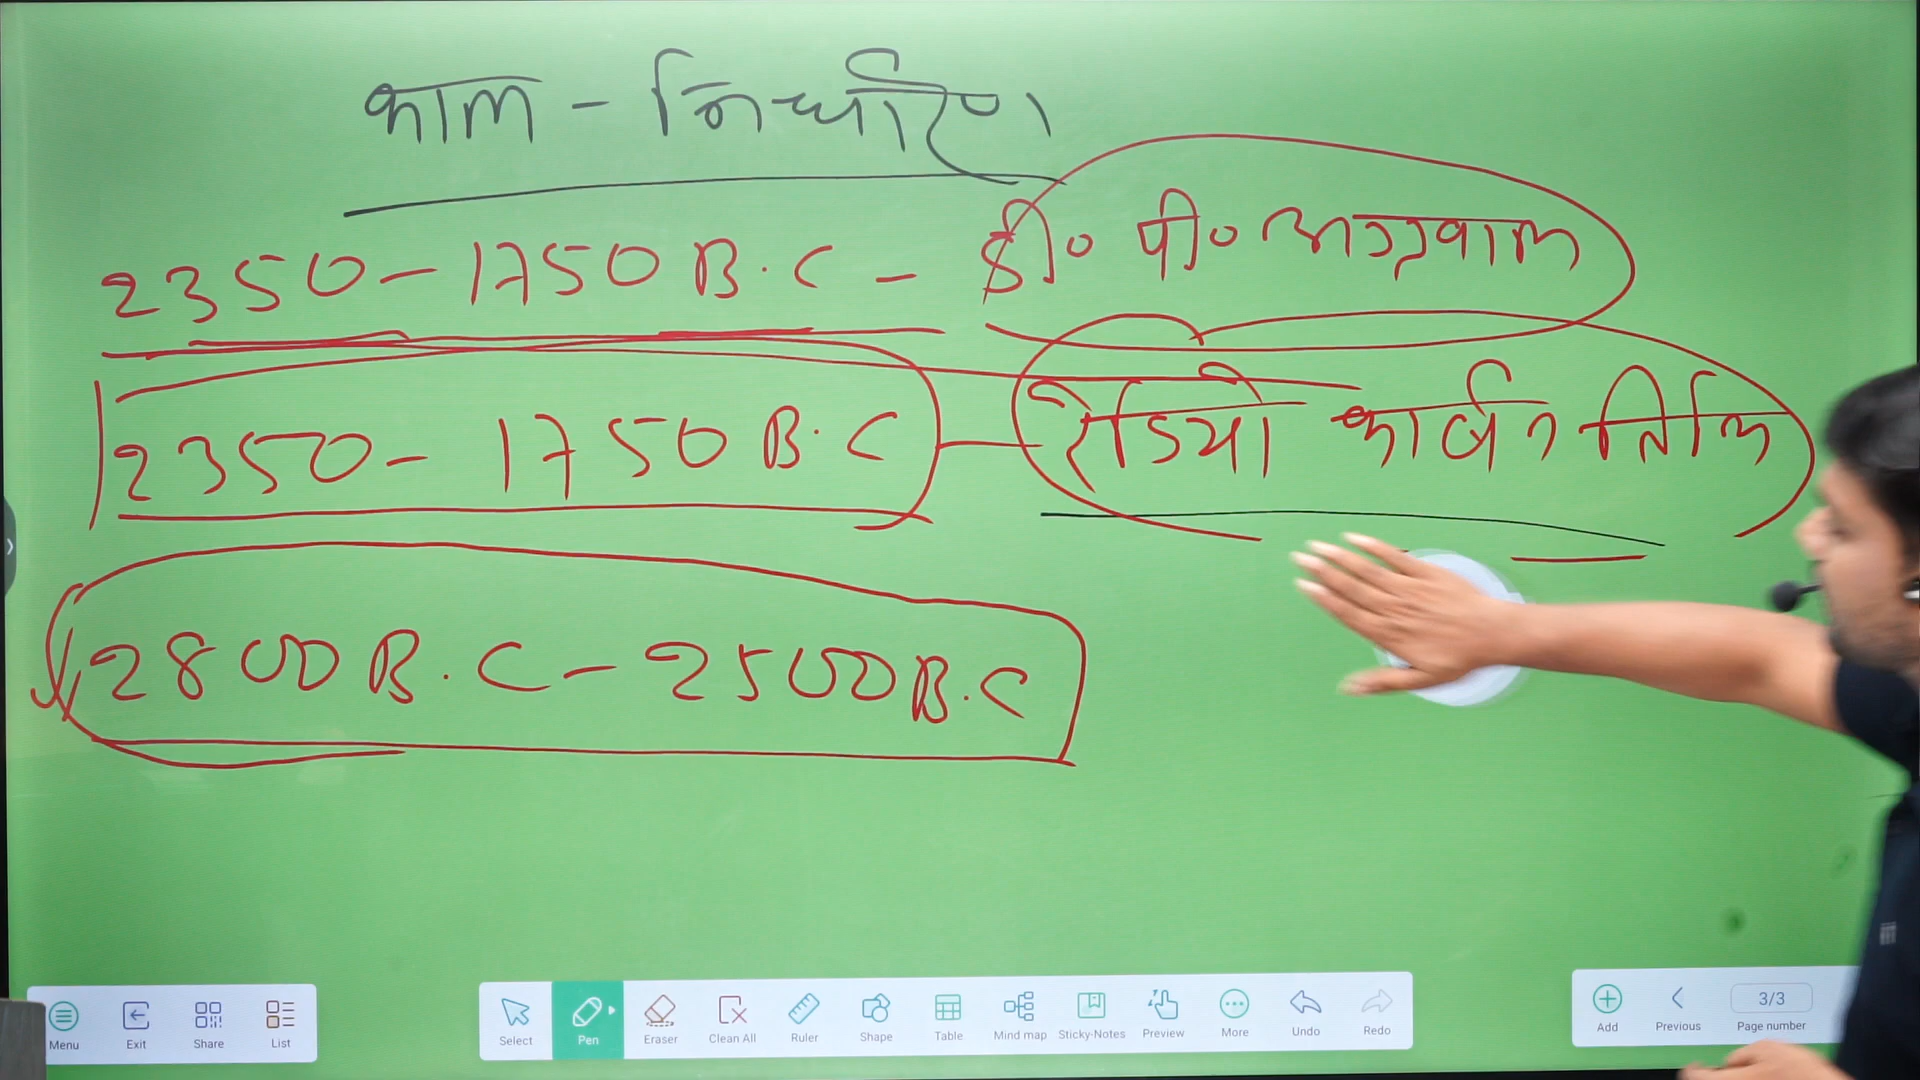 काल - निर्धारण
2350 - 1750 B.C - डी० पी० अग्रवाल
2350 - 1750 B.C - रेडियो कार्बन तिथि
2800 B.C - 2500 B.C
Menu Exit Share List Select Pen Eraser Clean All Ruler Shape Table Mind map Sticky-Notes Preview More Undo Redo Add Previous 3/3 Page number